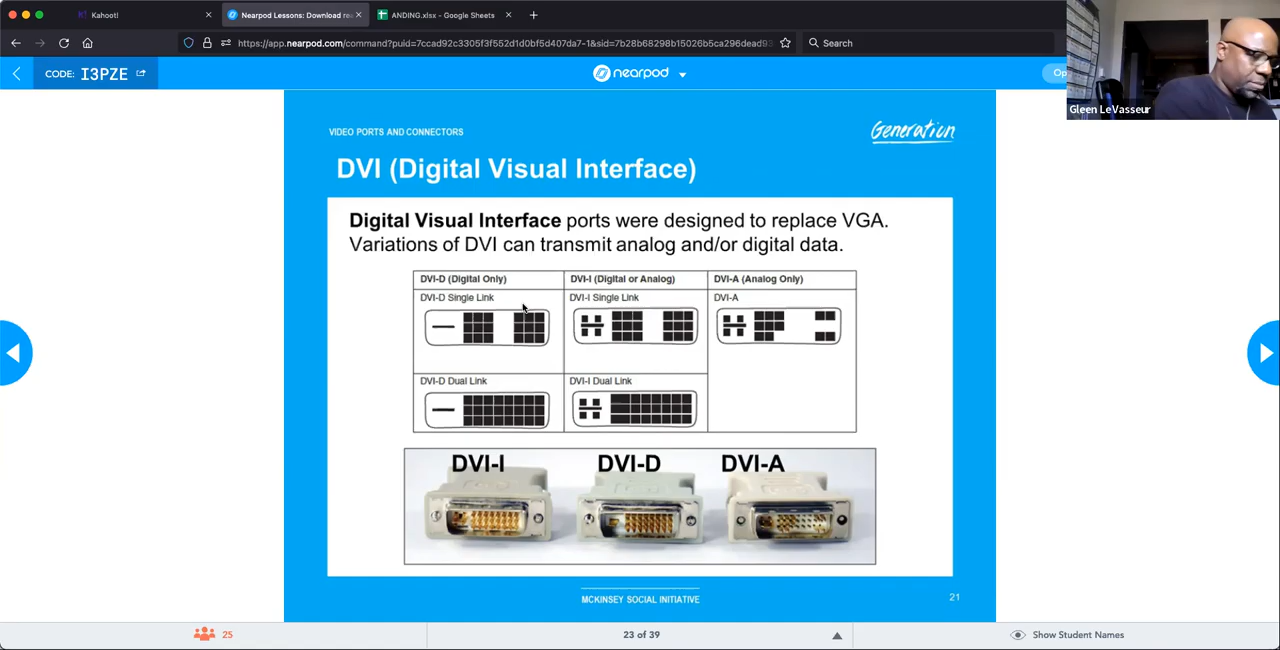 Kahoot!
Nearpod Lessons: Download re
ANDING.xlsx - Google Sheets
https://app.nearpod.com/command?puid=7ccad92c3305f3f552d1d0bf5d407da7-1&sid=7b28b68298b15026b5ca296dead9
Search
CODE: I3PZE
nearpod
Op
Gleen LeVasseur
VIDEO PORTS AND CONNECTORS
Generation
DVI (Digital Visual Interface)
Digital Visual Interface ports were designed to replace VGA.
Variations of DVI can transmit analog and/or digital data.
DVI-D (Digital Only) DVI-I (Digital or Analog) DVI-A (Analog Only)
DVI-D Single Link DVI-I Single Link DVI-A
DVI-D Dual Link DVI-I Dual Link
DVI-I DVI-D DVI-A
MCKINSEY SOCIAL INITIATIVE
21
25
23 of 39
Show Student Names